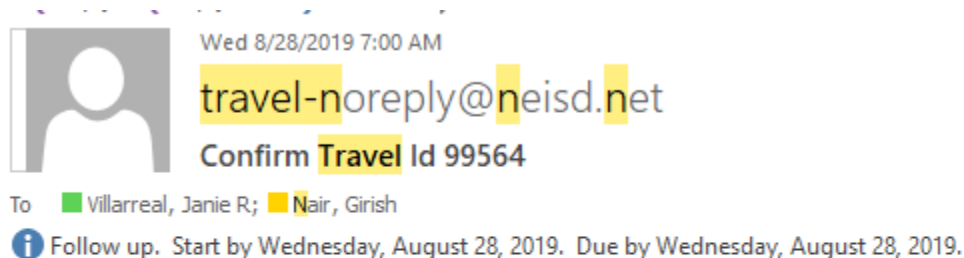 Wed 8/28/2019 7:00 AM
travel-noreply@neisd.net
Confirm Travel Id 99564
To Villarreal, Janie R; Nair, Girish
Follow up. Start by Wednesday, August 28, 2019. Due by Wednesday, August 28, 2019.